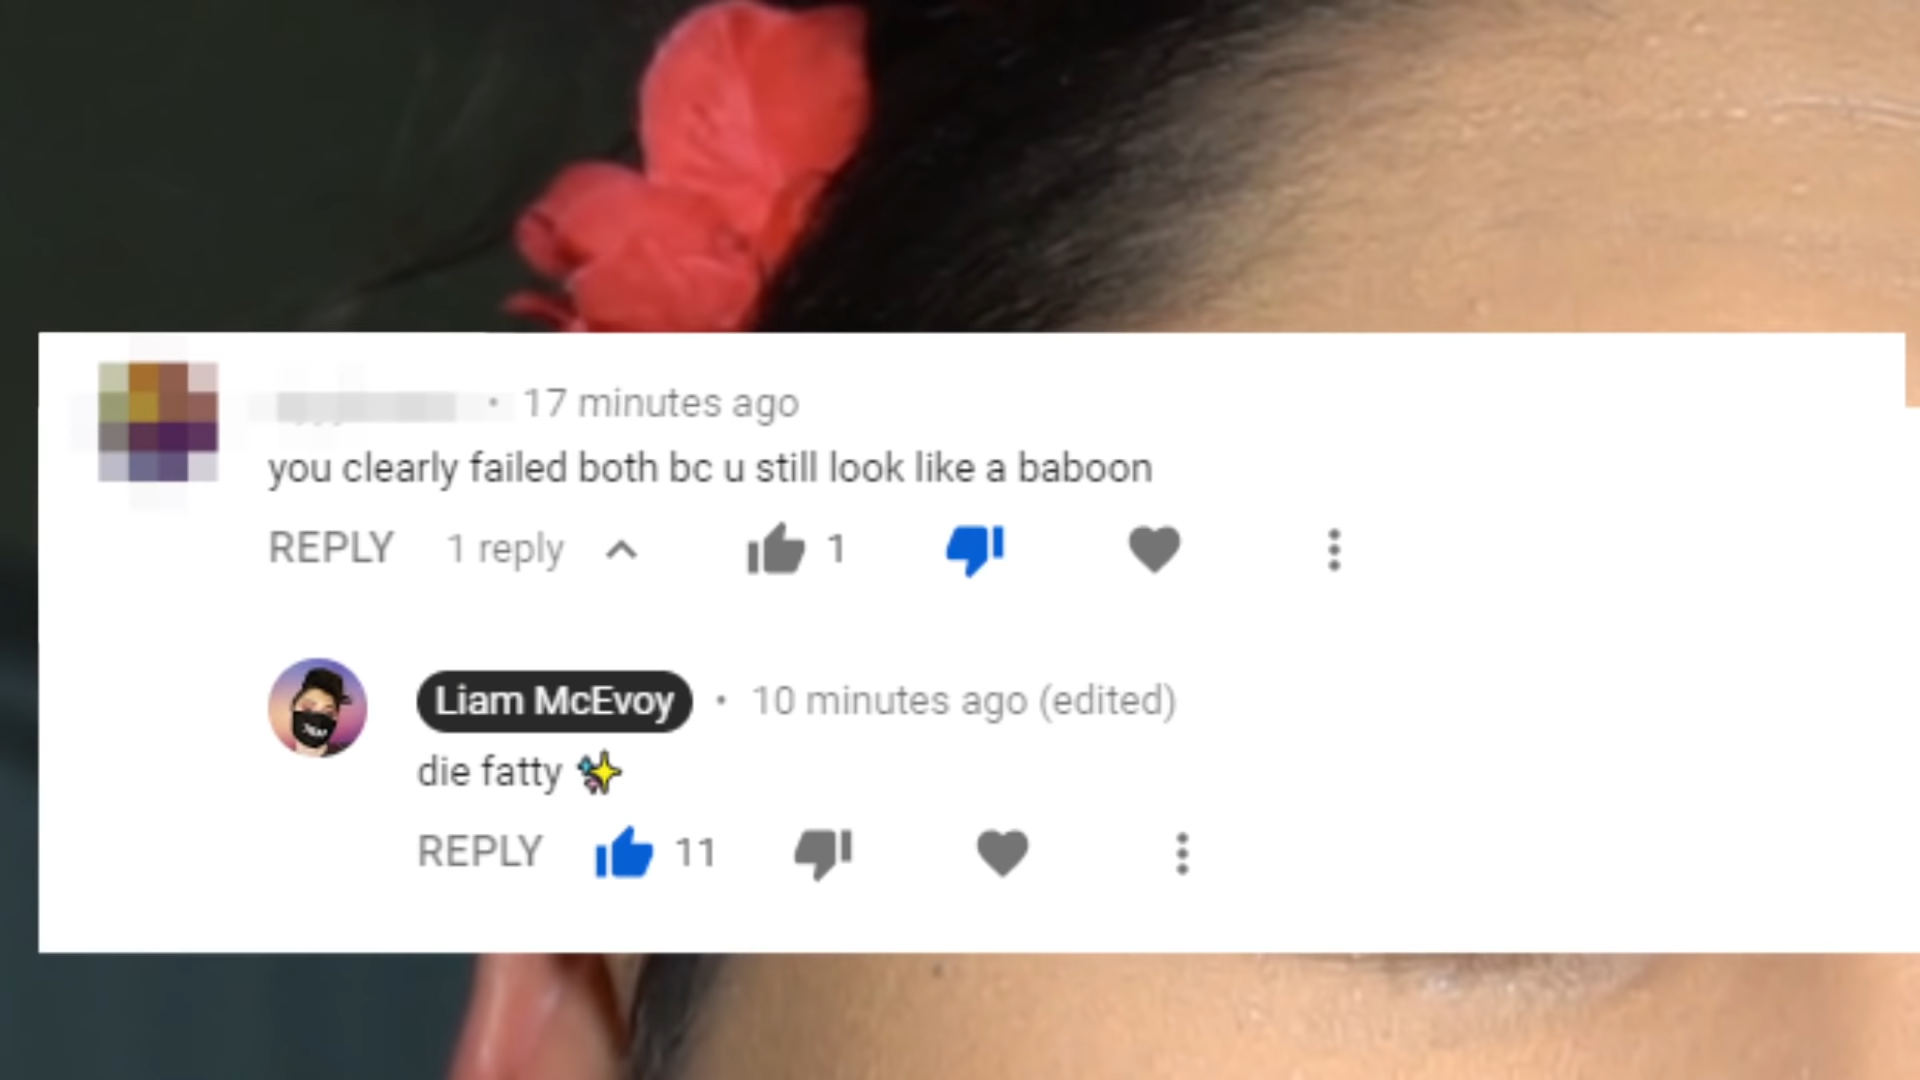 17 minutes ago
you clearly failed both bc u still look like a baboon
REPLY 1 reply 1
Liam McEvoy · 10 minutes ago (edited)
die fatty ✨
REPLY 11